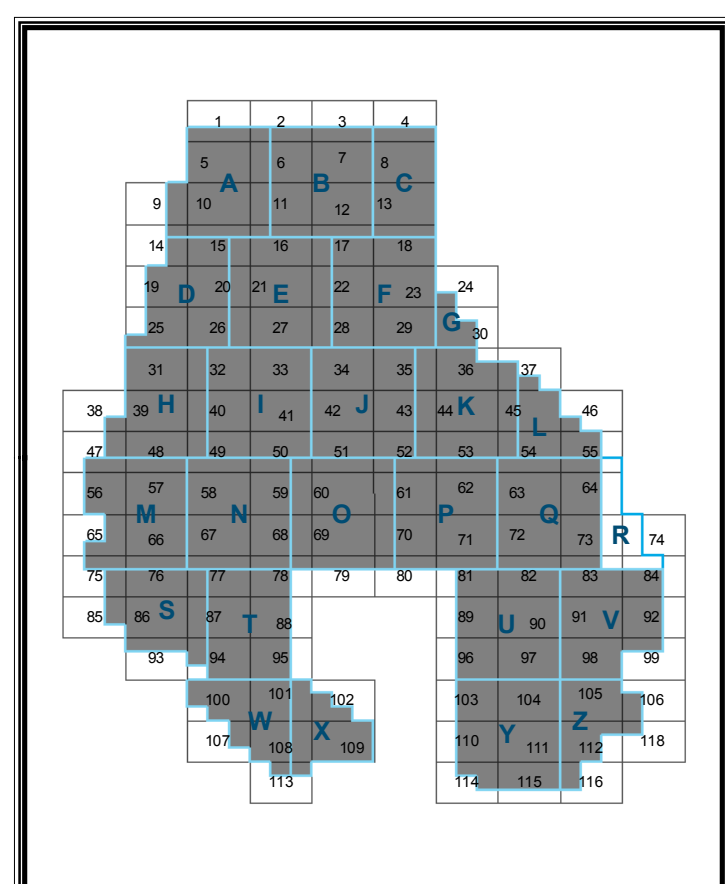 1 2 3 4
5 6 7 8
A B C
9 10 11 12 13
14 15 16 17 18
19 20 21 22 23 24
D E F
25 26 27 28 29 G 30
31 32 33 34 35 36 37
38 39 H 40 I 41 42 J 43 44 K 45 46
L
47 48 49 50 51 52 53 54 55
56 57 58 59 60 61 62 63 64
M N O P Q
65 66 67 68 69 70 71 72 73 R 74
75 76 77 78 79 80 81 82 83 84
85 86 S 87 T 88 89 U 90 91 V 92
93 94 95 96 97 98 99
100 101 102 103 104 105 106
W X Y Z
107 108 109 110 111 112 118
113 114 115 116